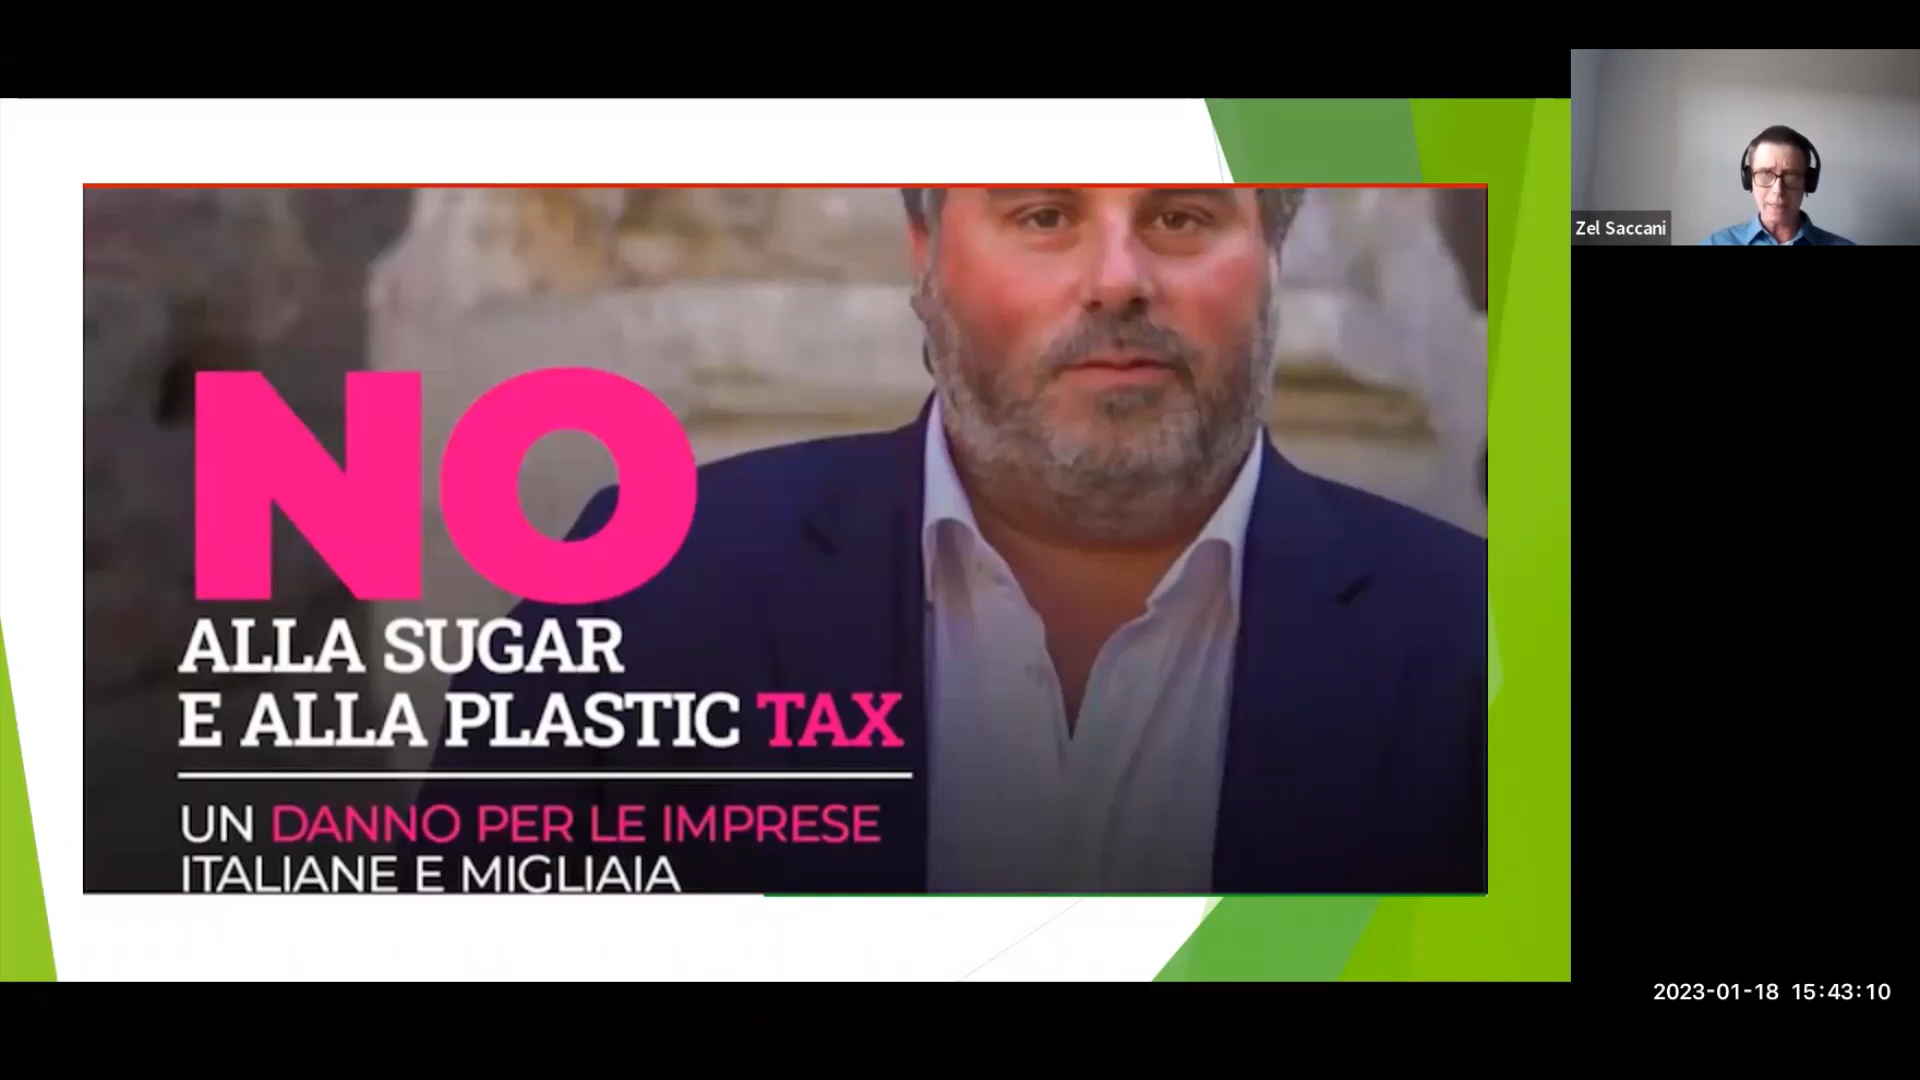 NO
ALLA SUGAR
E ALLA PLASTIC TAX
UN DANNO PER LE IMPRESE
ITALIANE E MIGLIAIA
Zel Saccani
2023-01-18 15:43:10